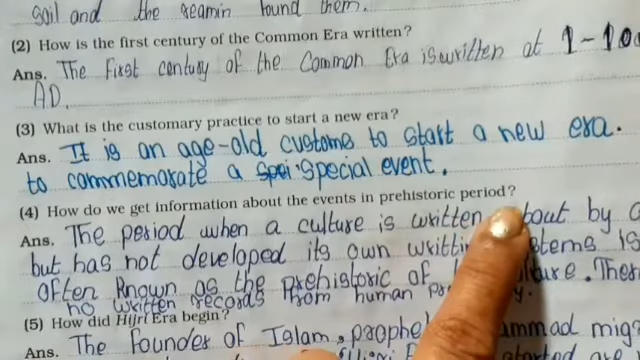 soil and the reamin found them.
(2) How is the first century of the Common Era written?
Ans. The First century of the Common Era is written at 1-100
AD.
(3) What is the customary practice to start a new era?
Ans. It is an age-old customs to start a new era.
to commemorate a special event.
(4) How do we get information about the events in prehistoric period?
Ans. The period when a culture is written about by
but has not developed its own
often known as the prehistoric of
no written records from human
(5) How did Hijri Era begin?
Ans. The founder of Islam, prophet